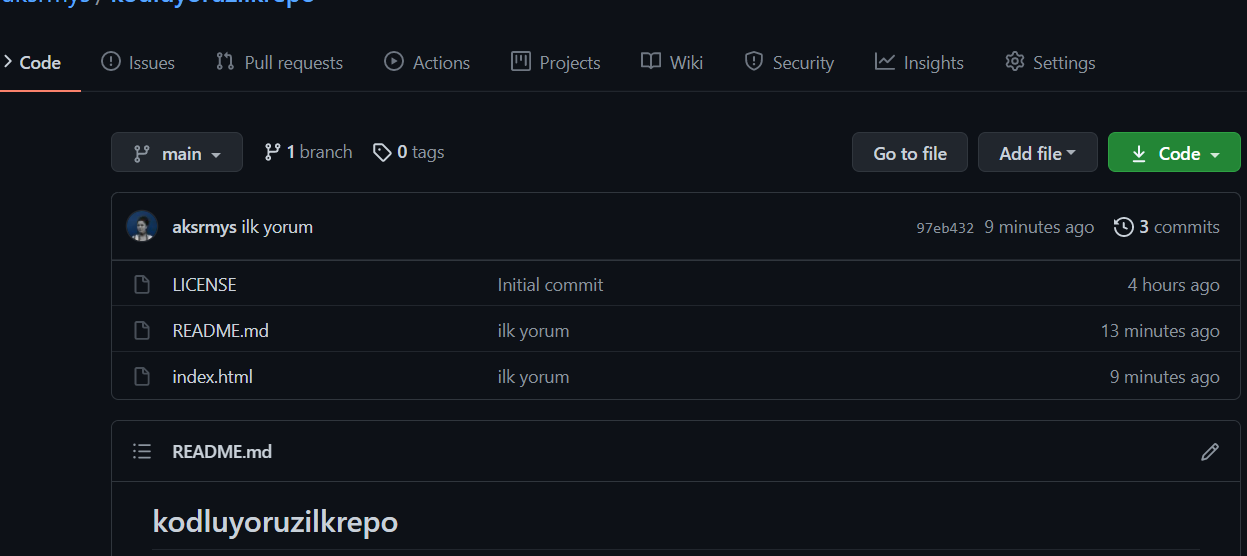 aksrmys / kodluyoruzilkrepo
Code Issues Pull requests Actions Projects Wiki Security Insights Settings
main 1 branch 0 tags Go to file Add file Code
aksrmys ilk yorum 97eb432 9 minutes ago 3 commits
LICENSE Initial commit 4 hours ago
README.md ilk yorum 13 minutes ago
index.html ilk yorum 9 minutes ago
README.md
kodluyoruzilkrepo